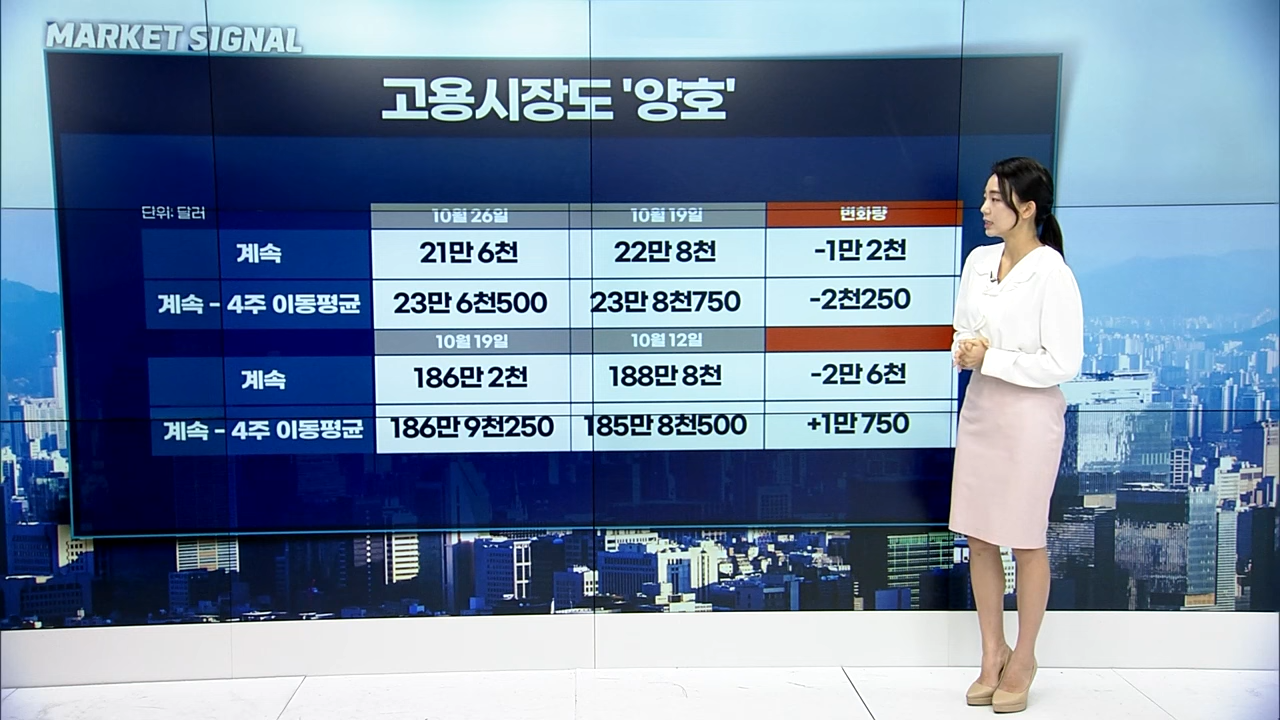 MARKET SIGNAL
고용시장도 '양호'
단위: 달러
10월 26일 10월 19일 변화량
계속 21만 6천 22만 8천 -1만 2천
계속 - 4주 이동평균 23만 6천500 23만 8천750 -2천250
10월 19일 10월 12일
계속 186만 2천 188만 8천 -2만 6천
계속 - 4주 이동평균 186만 9천250 185만 8천500 +1만 750